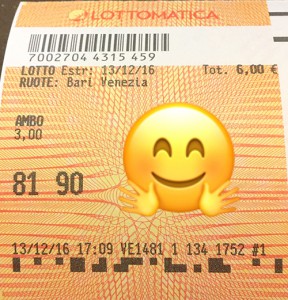 LOTTOMATICA
7002704 4315 459
LOTTO Estr: 13/12/16 Tot. 6,00 €
RUOTE: Bari Venezia
AMBO
3,00
81 90
13/12/16 17:09 VE1481 1 134 1752 #1